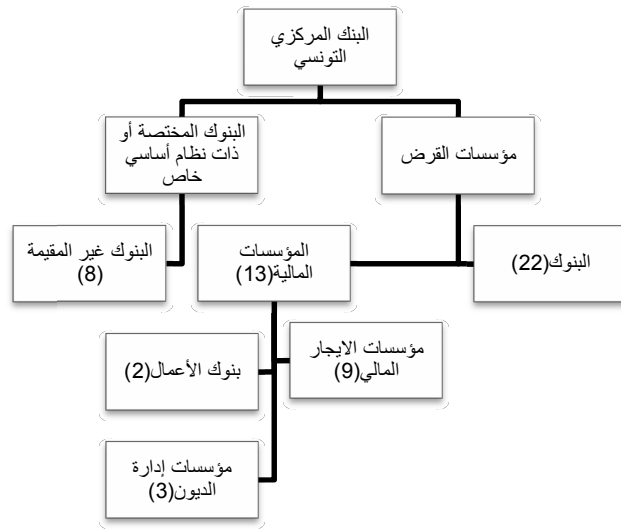 البنك المركزي
التونسي
مؤسسات القرض
البنوك المختصة أو
ذات نظام أساسي
خاص
البنوك(22)
المؤسسات
المالية(13)
البنوك غير المقيمة
(8)
مؤسسات الايجار
المالي(9)
بنوك الأعمال(2)
مؤسسات إدارة
الديون(3)